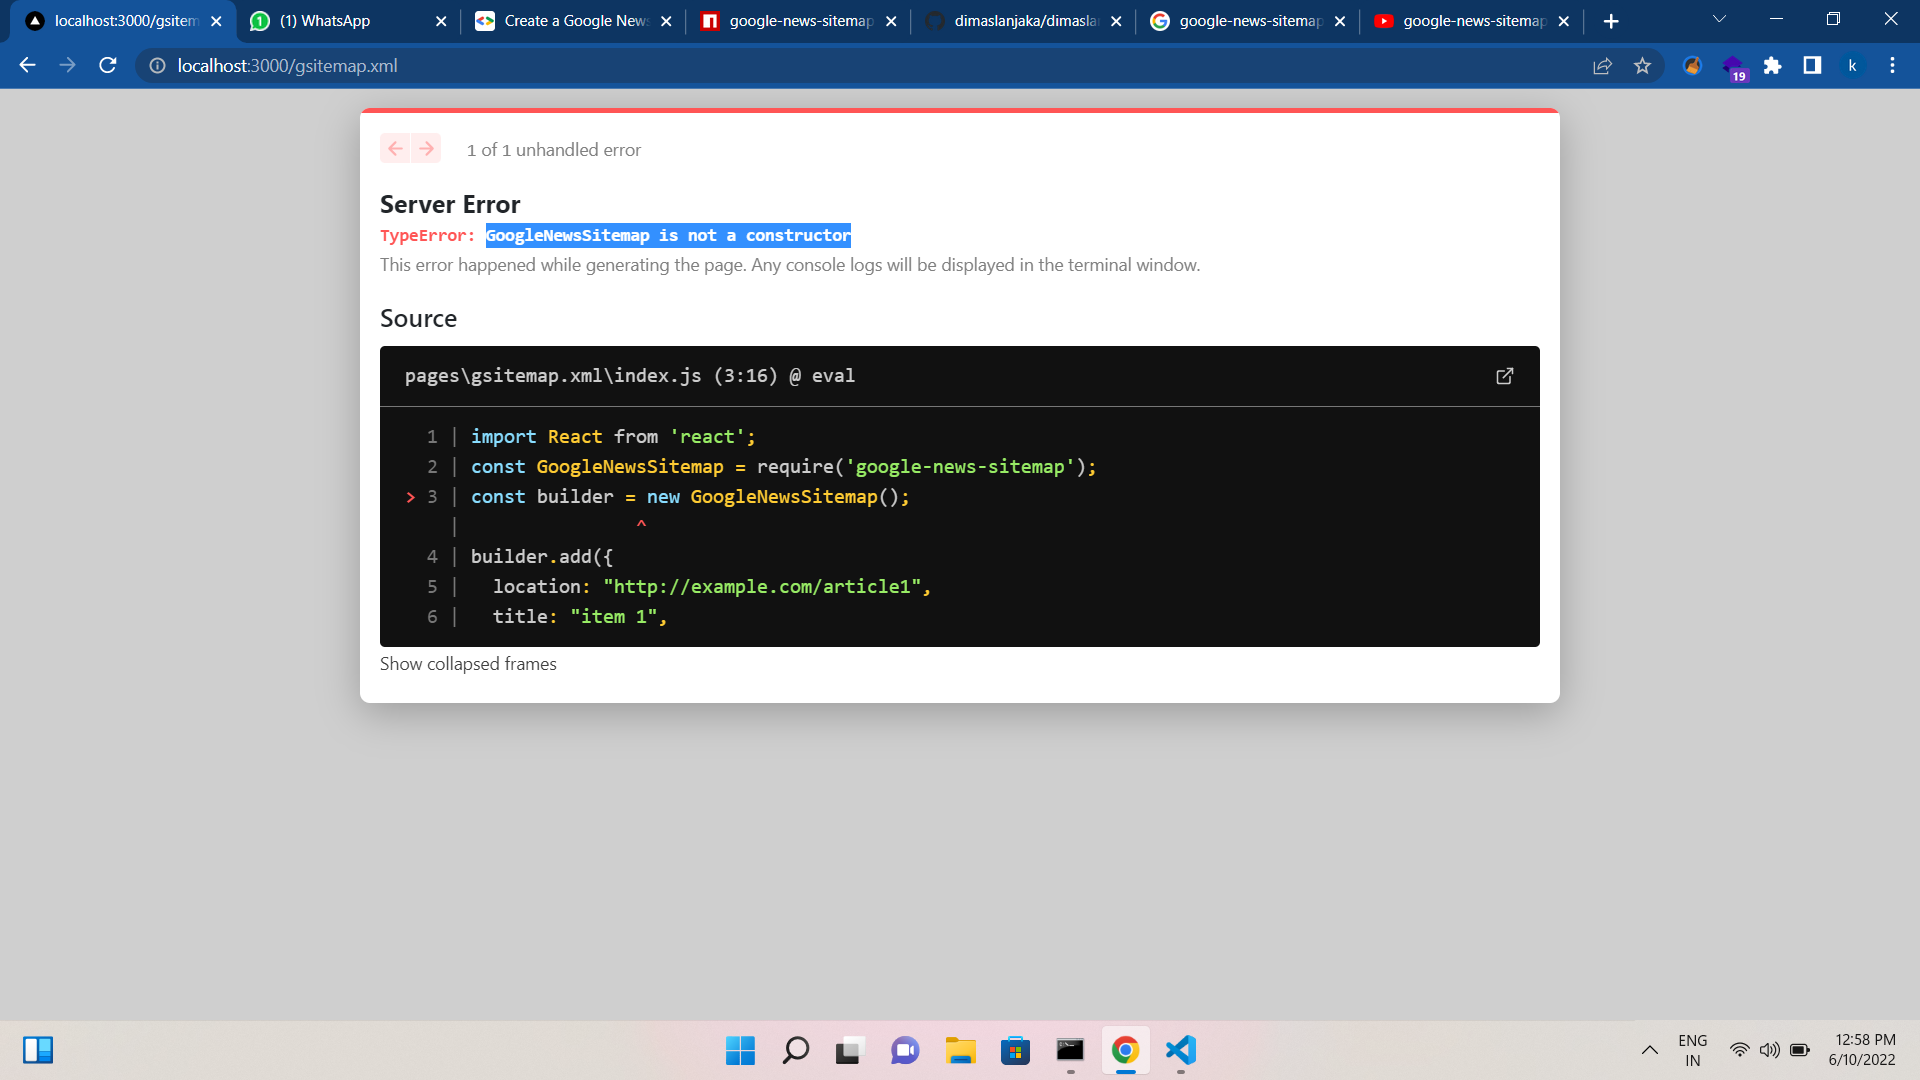 localhost:3000/gsitem
(1) WhatsApp
Create a Google News
google-news-sitemap
dimaslanjaka/dimasla
google-news-sitemap
google-news-sitemap
localhost:3000/gsitemap.xml
19
k
1 of 1 unhandled error
Server Error
TypeError: GoogleNewsSitemap is not a constructor
This error happened while generating the page. Any console logs will be displayed in the terminal window.
Source
pages\gsitemap.xml\index.js (3:16) @ eval
1 | import React from 'react';
2 | const GoogleNewsSitemap = require('google-news-sitemap');
> 3 | const builder = new GoogleNewsSitemap();
| ^
4 | builder.add({
5 | location: "http://example.com/article1",
6 | title: "item 1",
Show collapsed frames
ENG
IN
12:58 PM
6/10/2022